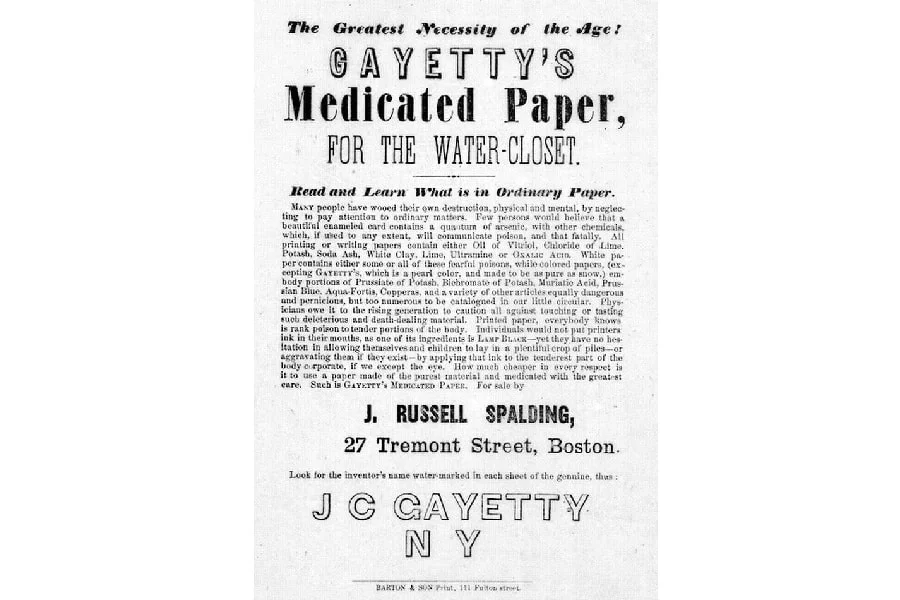 The Greatest Necessity of the Age!
GAYETTY'S
Medicated Paper,
FOR THE WATER-CLOSET.
Read and Learn What is in Ordinary Paper.
MANY people have wooed their own destruction, physical and mental, by neglec-
ting to pay attention to ordinary matters. Few persons would believe that a
beautiful enameled card contains a quantum of arsenic, with other chemicals,
which, if used to any extent, will communicate poison, and that fatally. All
printing or writing papers contain either Oil of Vitriol, Chloride of Lime,
Potash, Soda Ash, White Clay, Lime, Ultramine or OXALIC ACID. White pa-
per contains either some or all of these fearful poisons, while colored papers, (ex-
cepting GAYETTY'S, which is a pearl color, and made to be as pure as snow,) em-
body portions of Prussiate of Potash, Bichromate of Potash, Muriatic Acid, Prus-
sian Blue, Aqua-Fortis, Copperas, and a variety of other articles equally dangerous
and pernicious, but too numerous to be catalogued in our little circular. Phys-
icians owe it to the rising generation to caution all against touching or tasting
such deleterious and death-dealing material. Printed paper, everybody knows
is rank poison to tender portions of the body. Individuals would not put printers
ink in their mouths, as one of its ingredients is LAMP BLACK—yet they have no hes-
itation in allowing themselves and children to lay in a plentiful crop of piles—or
aggravating them if they exist—by applying that ink to the tenderest part of the
body corporate, if we except the eye. How much cheaper in every respect is
it to use a paper made of the purest material and medicated with the greatest
care. Such is GAYETTY'S MEDICATED PAPER. For sale by
J. RUSSELL SPALDING,
27 Tremont Street, Boston.
Look for the inventor's name water-marked in each sheet of the genuine, thus:
J C GAYETTY
N Y
BARTON & SON Print, 111 Fulton street.